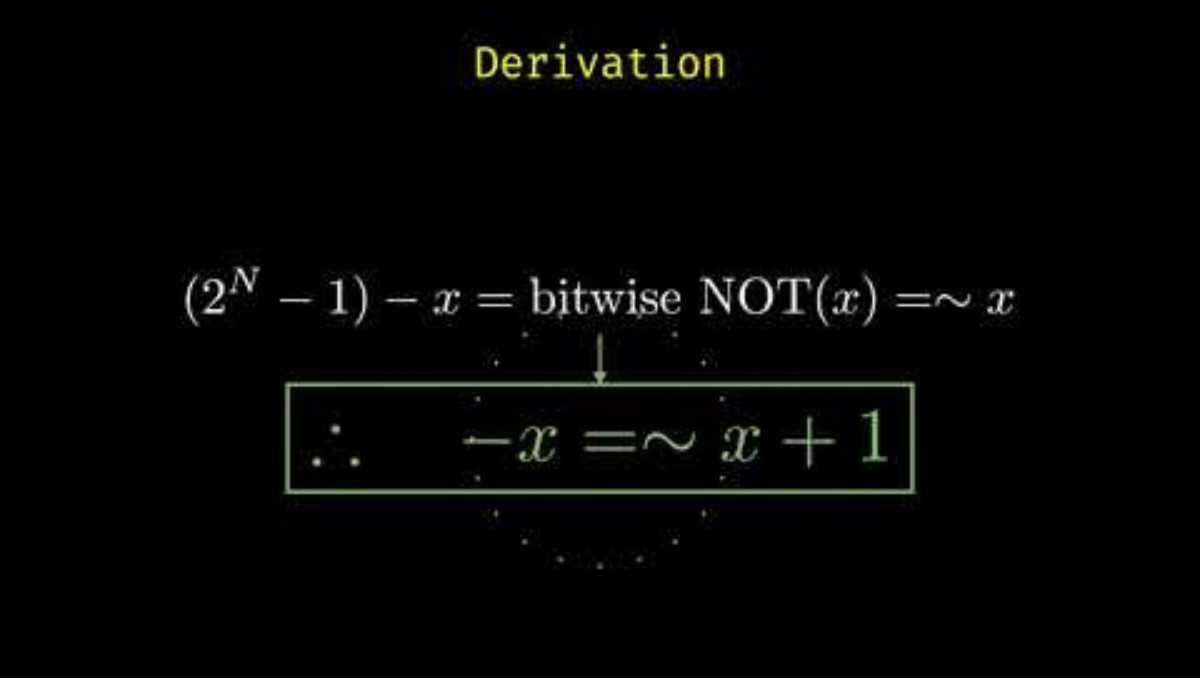 Derivation
(2^N − 1) − x = bitwise NOT(x) =∼ x
∴ −x =∼ x + 1